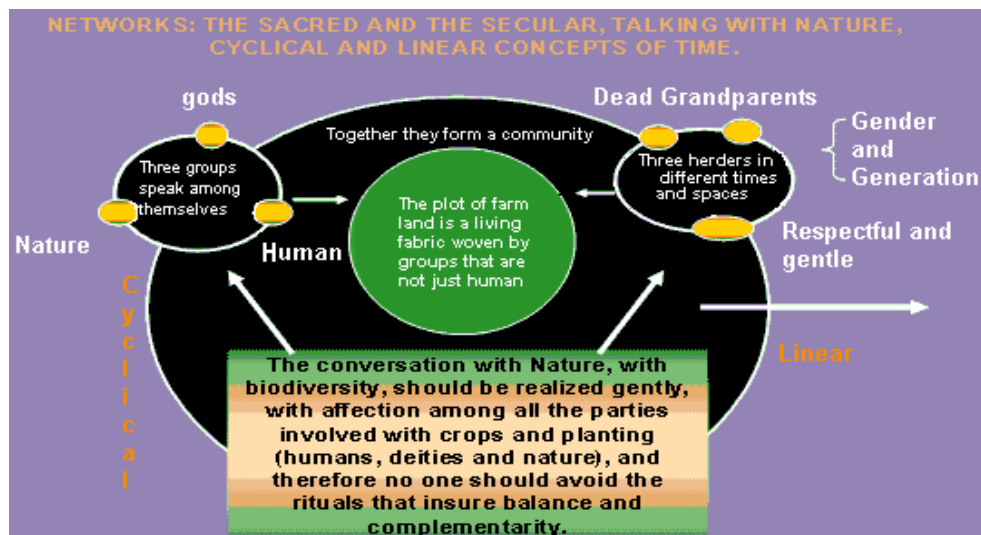 NETWORKS: THE SACRED AND THE SECULAR, TALKING WITH NATURE,
CYCLICAL AND LINEAR CONCEPTS OF TIME.
gods
Dead Grandparents
Together they form a community
Gender
and
Generation
Three groups
speak among
themselves
Three herders in
different times
and spaces
The plot of farm
land is a living
fabric woven by
groups that are
not just human
Nature
Human
Respectful and
gentle
Cyclical
Linear
The conversation with Nature, with
biodiversity, should be realized gently,
with affection among all the parties
involved with crops and planting
(humans, deities and nature), and
therefore no one should avoid the
rituals that insure balance and
complementarity.